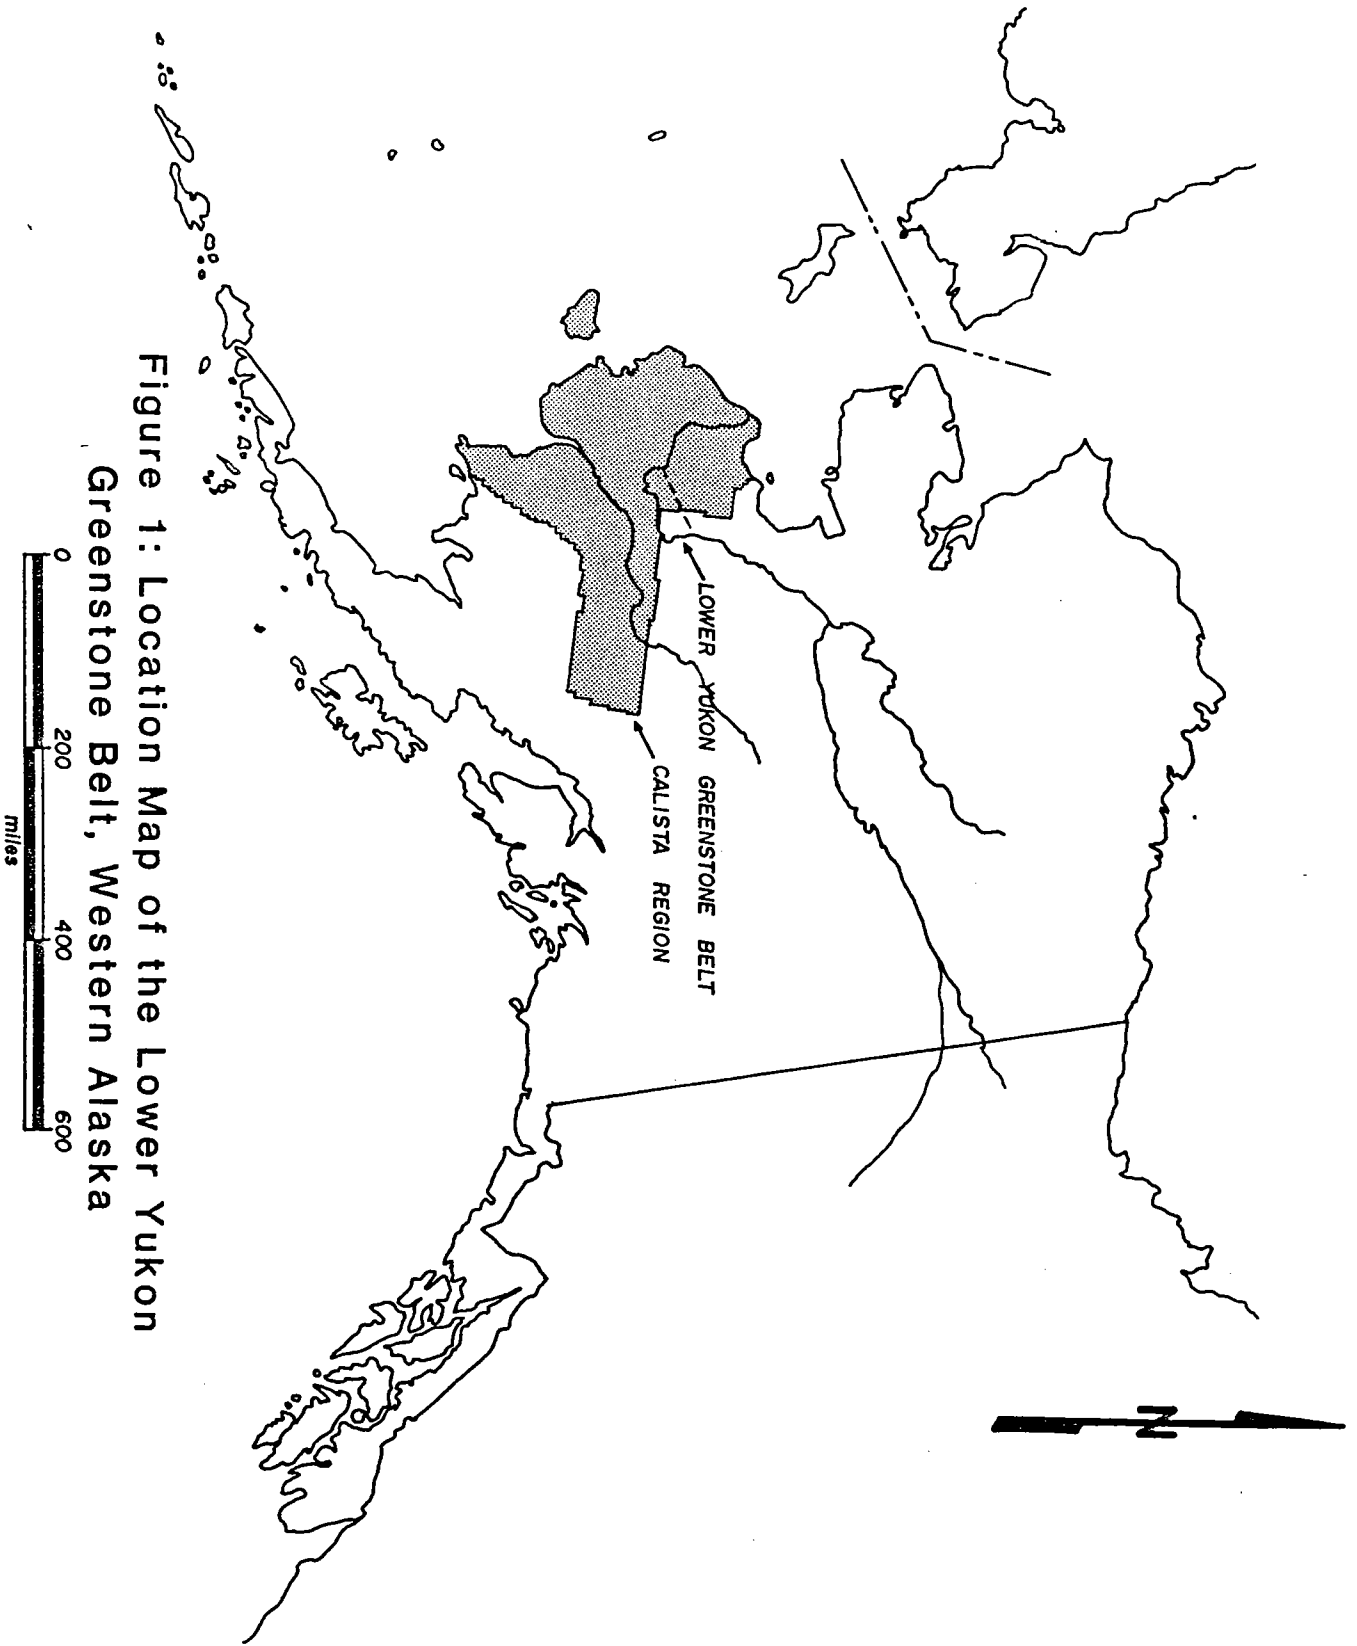 N
LOWER YUKON GREENSTONE BELT
CALISTA REGION
Figure 1: Location Map of the Lower Yukon
Greenstone Belt, Western Alaska
0 200 400 600
miles